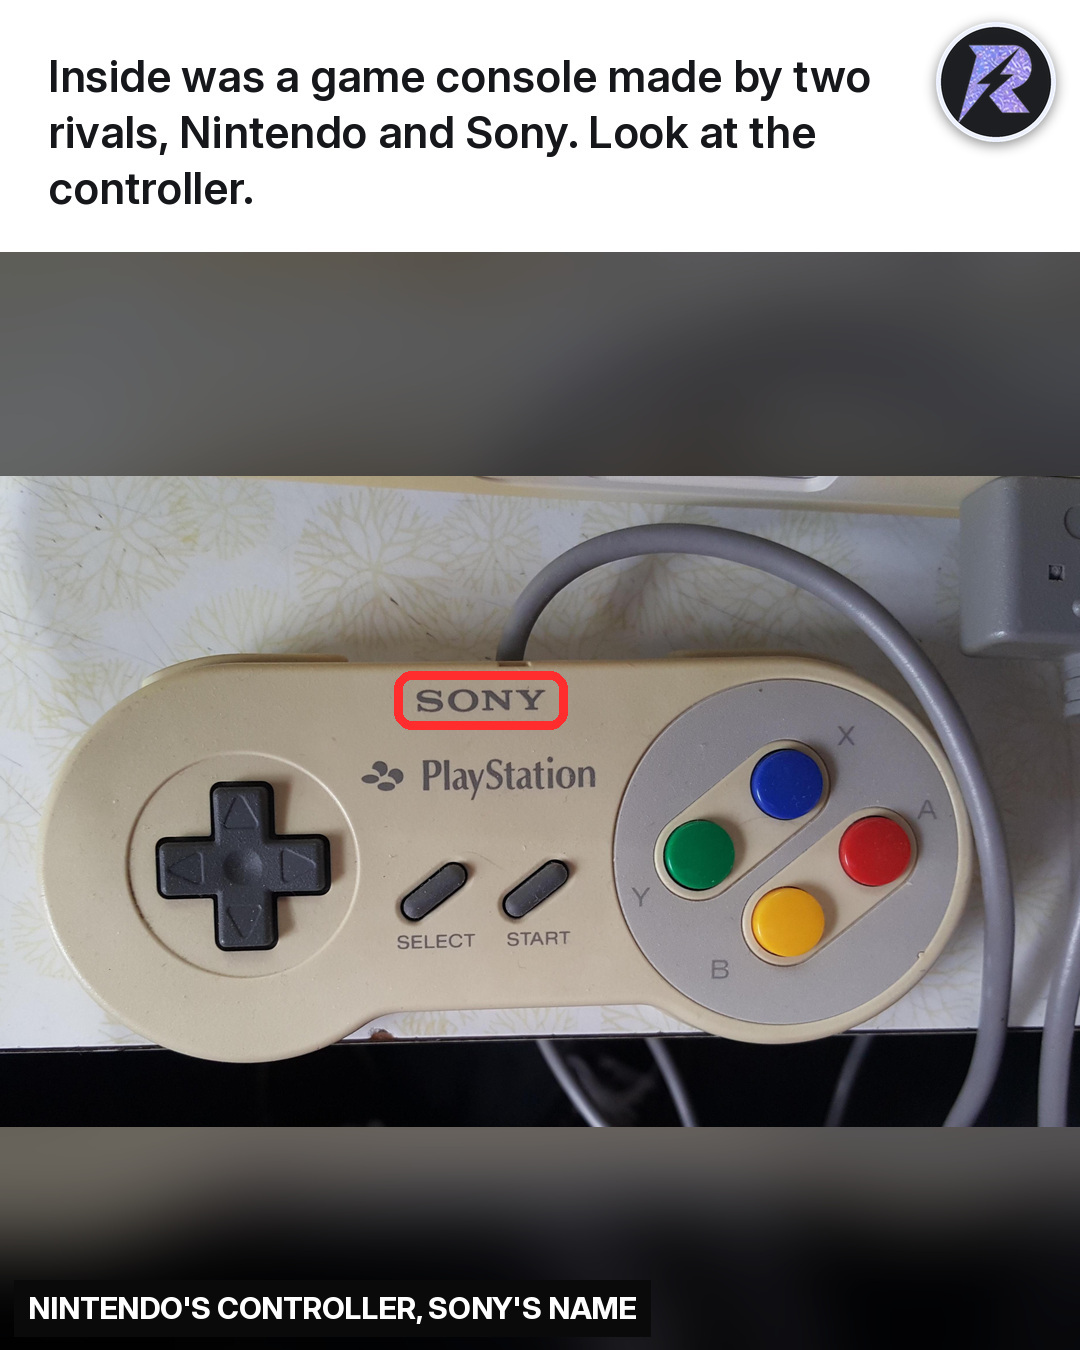 Inside was a game console made by two
rivals, Nintendo and Sony. Look at the
controller.
R
SONY
PlayStation
X
A
Y
B
SELECT
START
NINTENDO'S CONTROLLER, SONY'S NAME